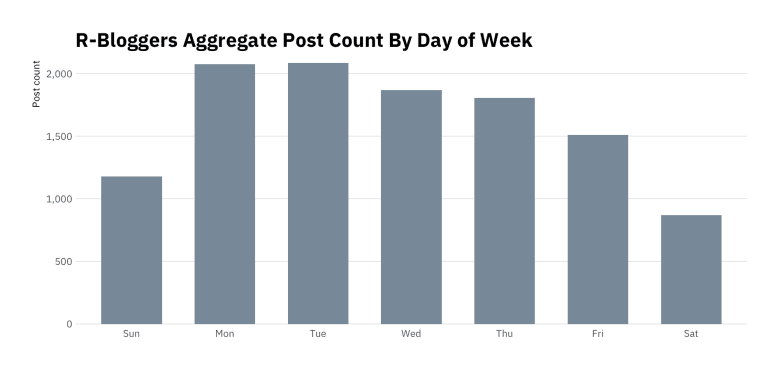 R-Bloggers Aggregate Post Count By Day of Week
Post count
2,000
1,500
1,000
500
0
Sun Mon Tue Wed Thu Fri Sat